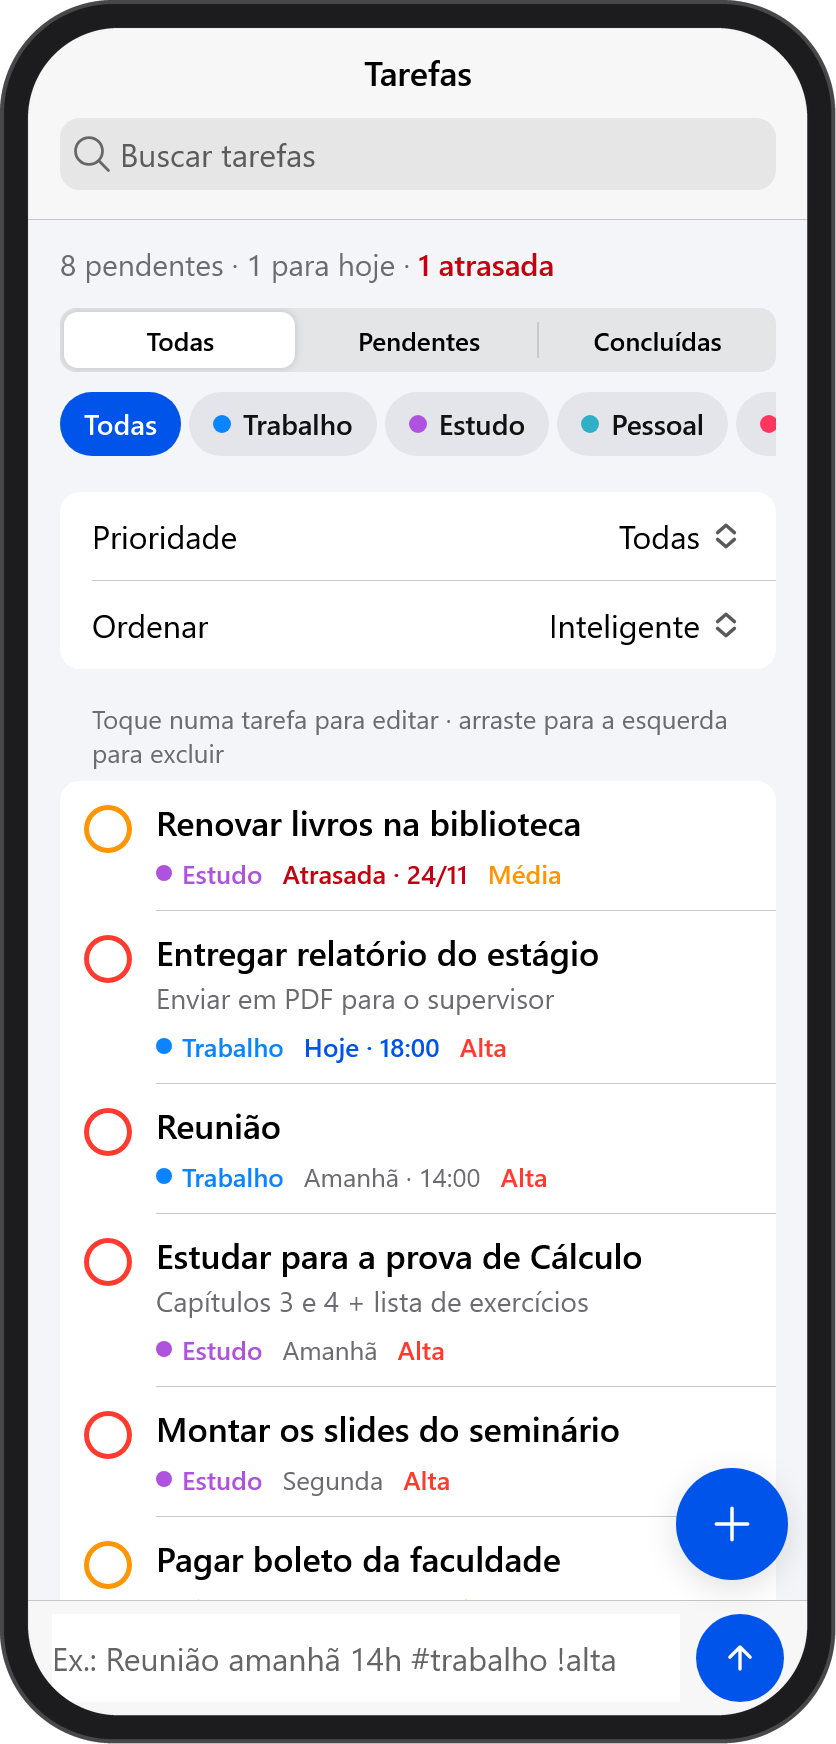 Tarefas
Buscar tarefas
8 pendentes · 1 para hoje · 1 atrasada
Todas Pendentes Concluídas
Todas Trabalho Estudo Pessoal
Prioridade Todas
Ordenar Inteligente
Toque numa tarefa para editar · arraste para a esquerda
para excluir
Renovar livros na biblioteca
Estudo Atrasada · 24/11 Média
Entregar relatório do estágio
Enviar em PDF para o supervisor
Trabalho Hoje · 18:00 Alta
Reunião
Trabalho Amanhã · 14:00 Alta
Estudar para a prova de Cálculo
Capítulos 3 e 4 + lista de exercícios
Estudo Amanhã Alta
Montar os slides do seminário
Estudo Segunda Alta
Pagar boleto da faculdade
Ex.: Reunião amanhã 14h #trabalho !alta